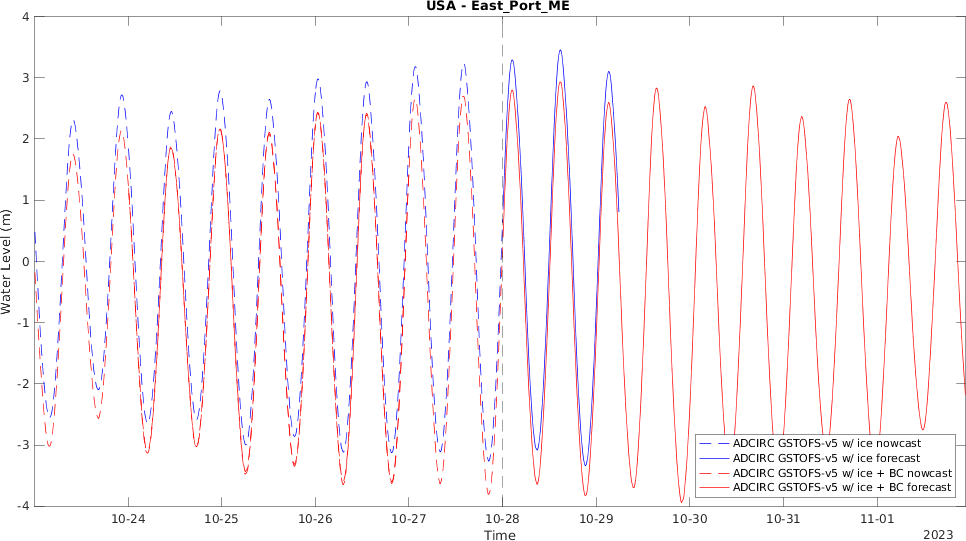 USA - East_Port_ME
4
3
2
1
0
-1
-2
-3
-4
Water Level (m)
ADCIRC GSTOFS-v5 w/ ice nowcast
ADCIRC GSTOFS-v5 w/ ice forecast
ADCIRC GSTOFS-v5 w/ ice + BC nowcast
ADCIRC GSTOFS-v5 w/ ice + BC forecast
10-24 10-25 10-26 10-27 10-28 10-29 10-30 10-31 11-01
Time
2023